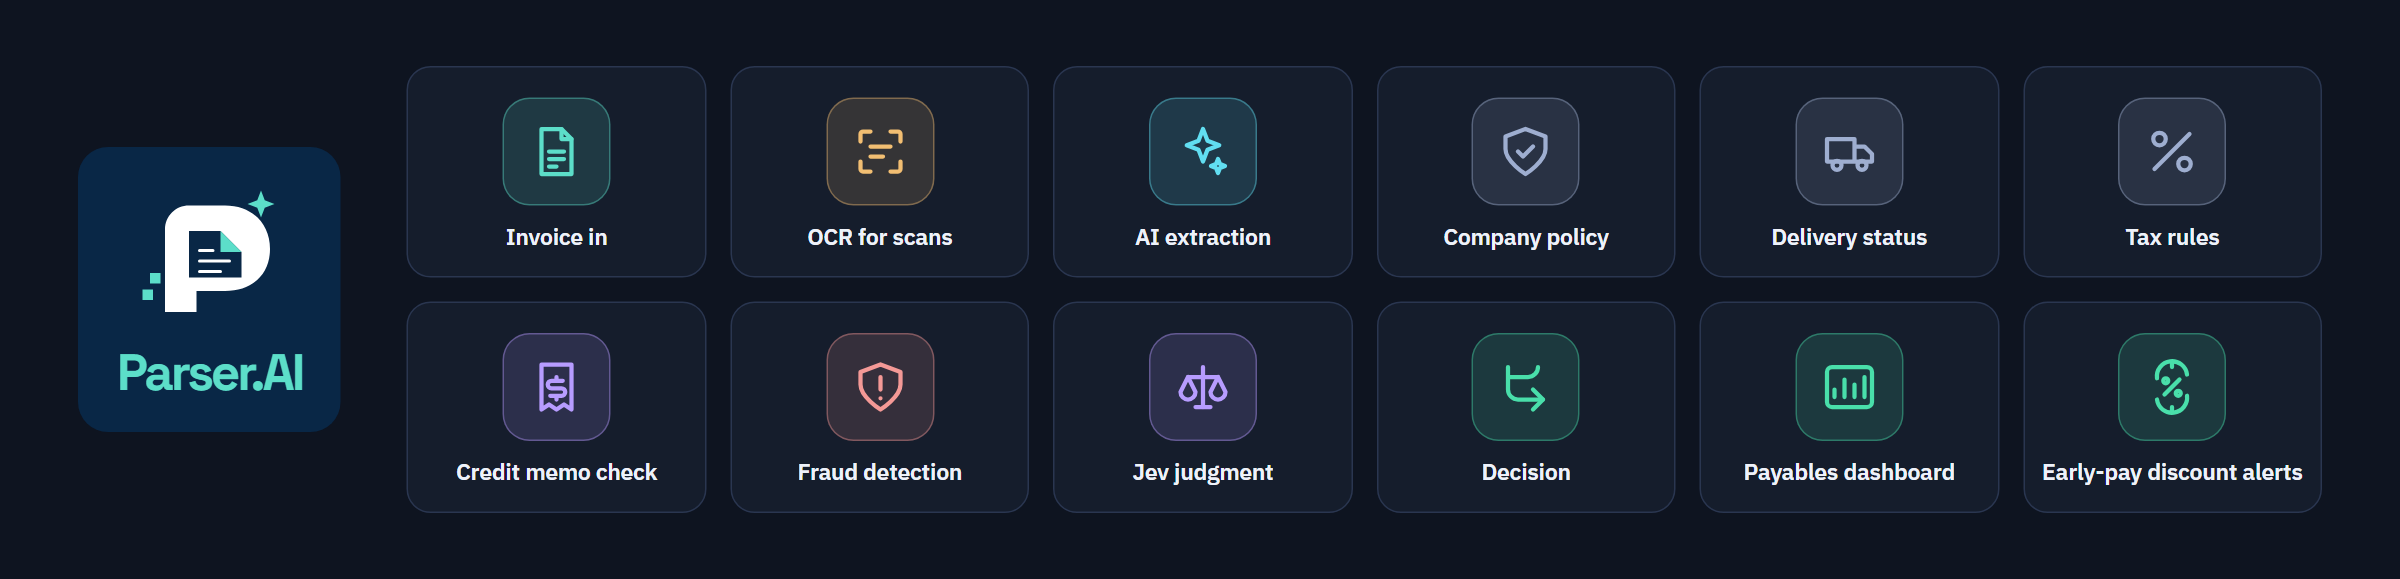 Parser.AI
Invoice in
OCR for scans
AI extraction
Company policy
Delivery status
Tax rules
Credit memo check
Fraud detection
Jev judgment
Decision
Payables dashboard
Early-pay discount alerts